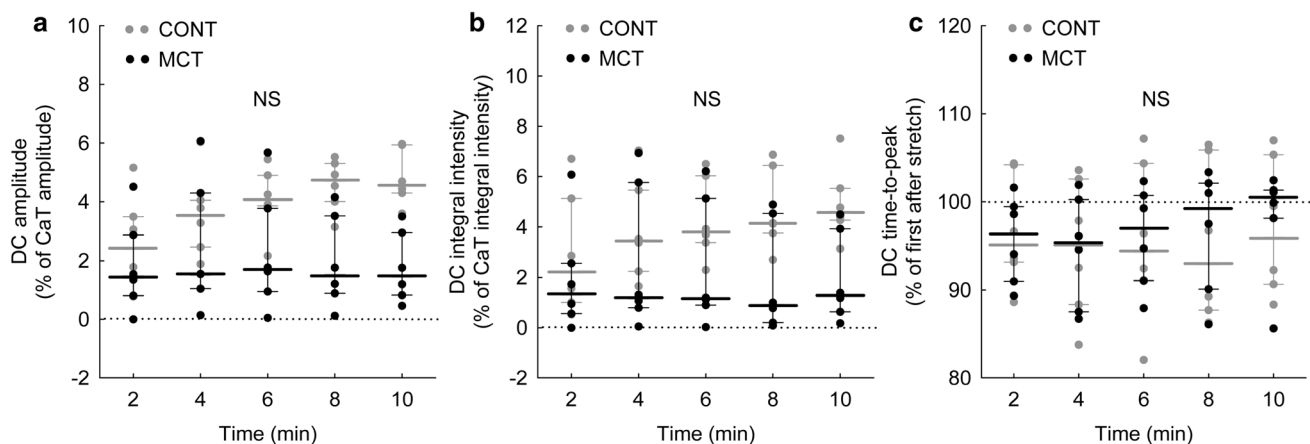 a
CONT
MCT
NS
DC amplitude
(% of CaT amplitude)
10
8
6
4
2
0
-2
2 4 6 8 10
Time (min)
b
CONT
MCT
NS
DC integral intensity
(% of CaT integral intensity)
12
10
8
6
4
2
0
-2
2 4 6 8 10
Time (min)
c
CONT
MCT
NS
DC time-to-peak
(% of first after stretch)
120
110
100
90
80
2 4 6 8 10
Time (min)